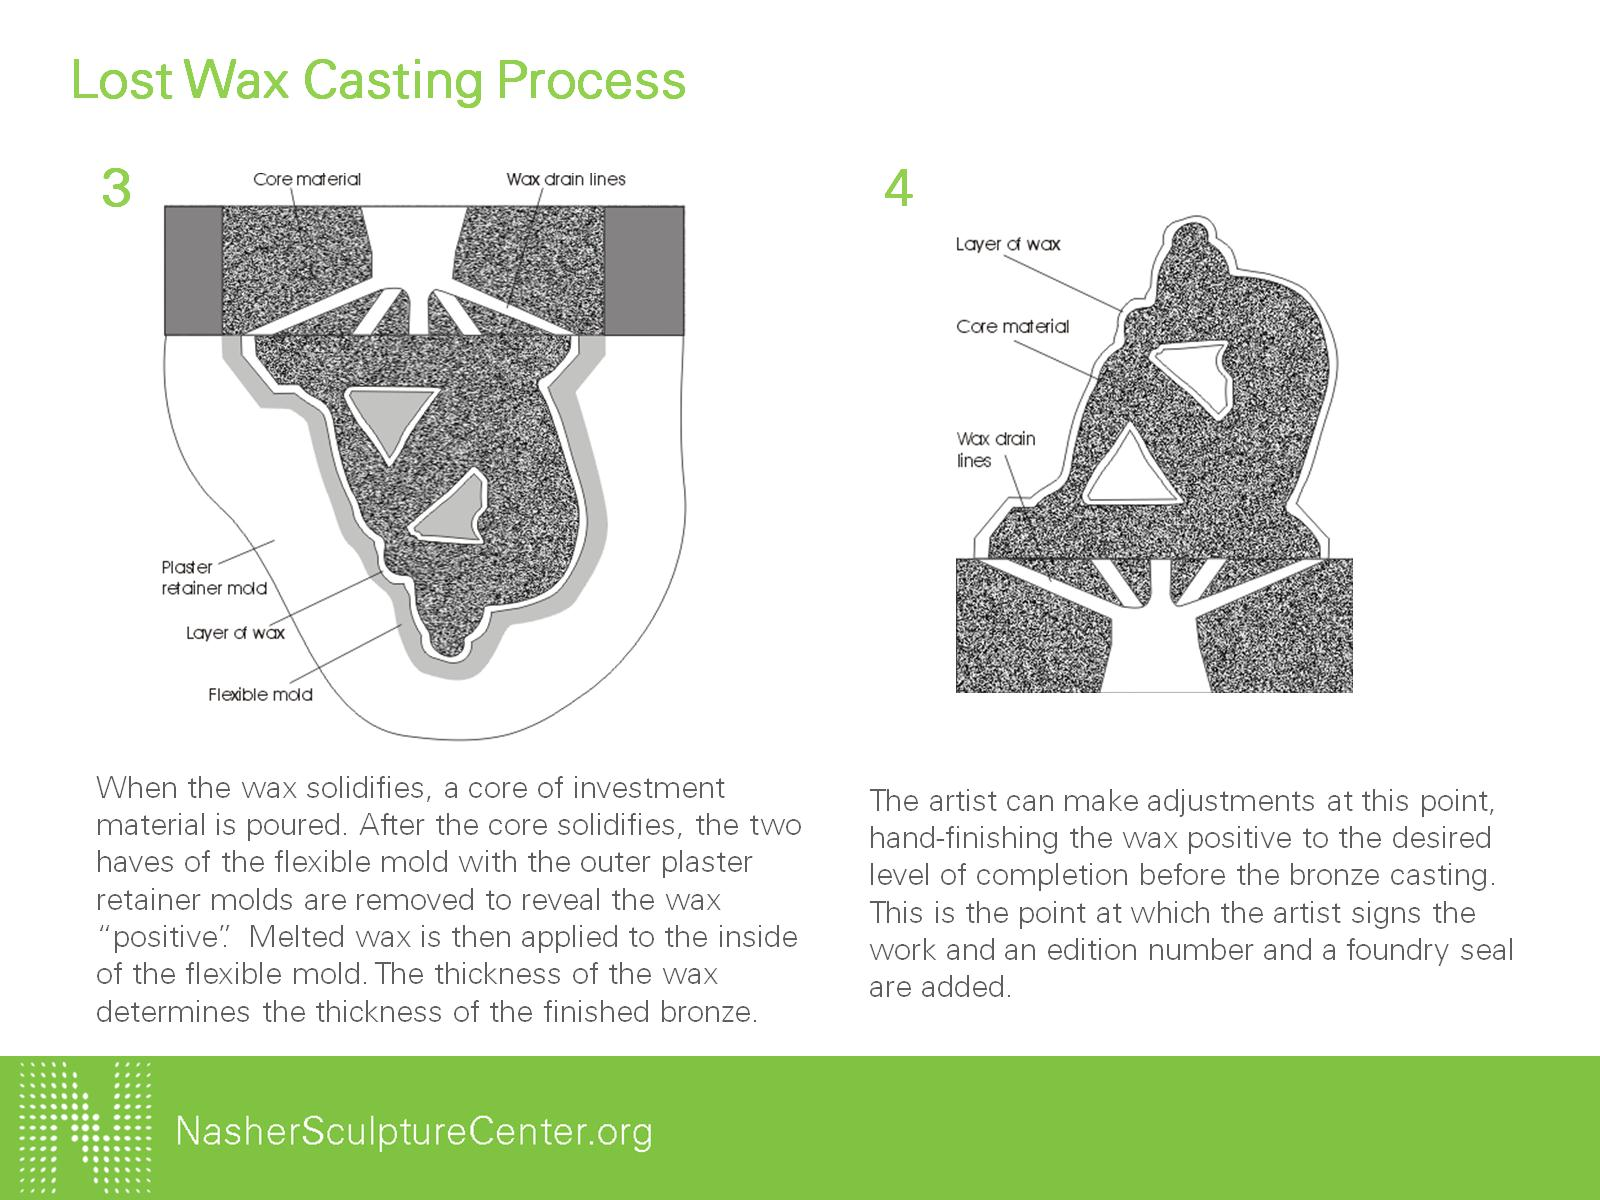 Lost Wax Casting Process
3
Core material
Wax drain lines
Plaster
retainer mold
Layer of wax
Flexible mold
When the wax solidifies, a core of investment
material is poured. After the core solidifies, the two
haves of the flexible mold with the outer plaster
retainer molds are removed to reveal the wax
“positive”. Melted wax is then applied to the inside
of the flexible mold. The thickness of the wax
determines the thickness of the finished bronze.
4
Layer of wax
Core material
Wax drain
lines
The artist can make adjustments at this point,
hand-finishing the wax positive to the desired
level of completion before the bronze casting.
This is the point at which the artist signs the
work and an edition number and a foundry seal
are added.
N
NasherSculptureCenter.org